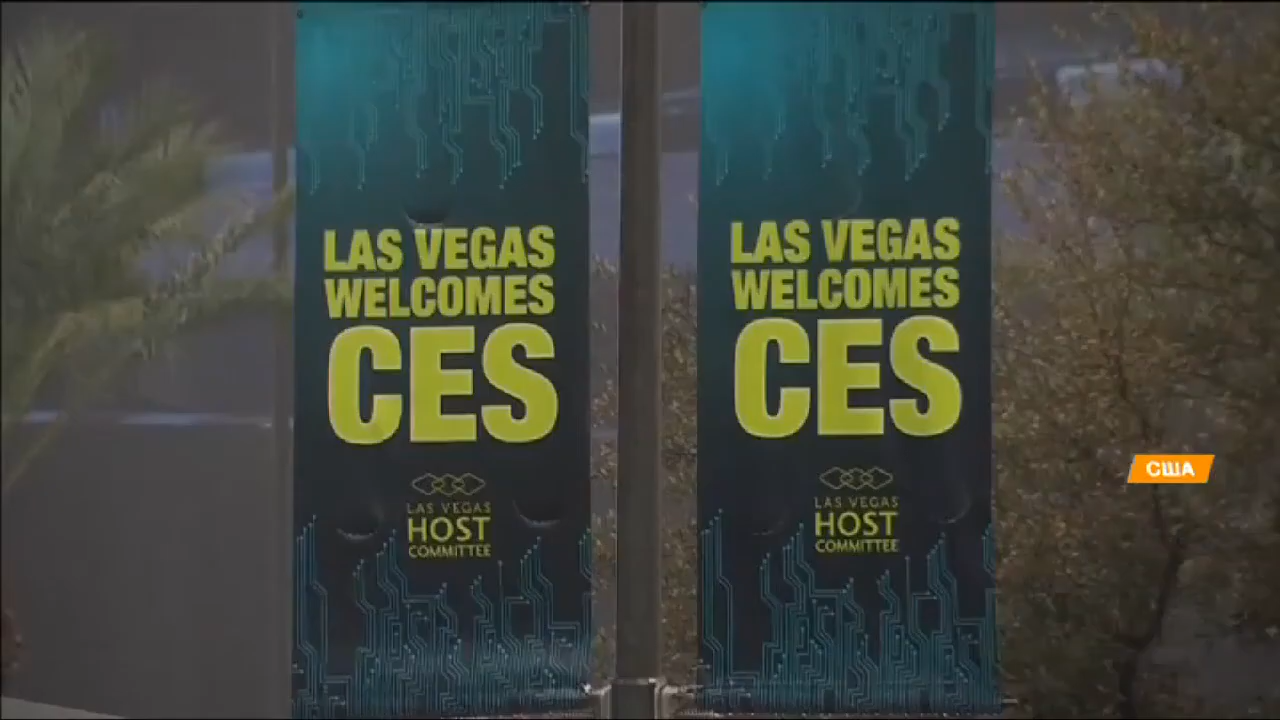 LAS VEGAS
WELCOMES
CES
LAS VEGAS
HOST
COMMITTEE
LAS VEGAS
WELCOMES
CES
LAS VEGAS
HOST
COMMITTEE
США